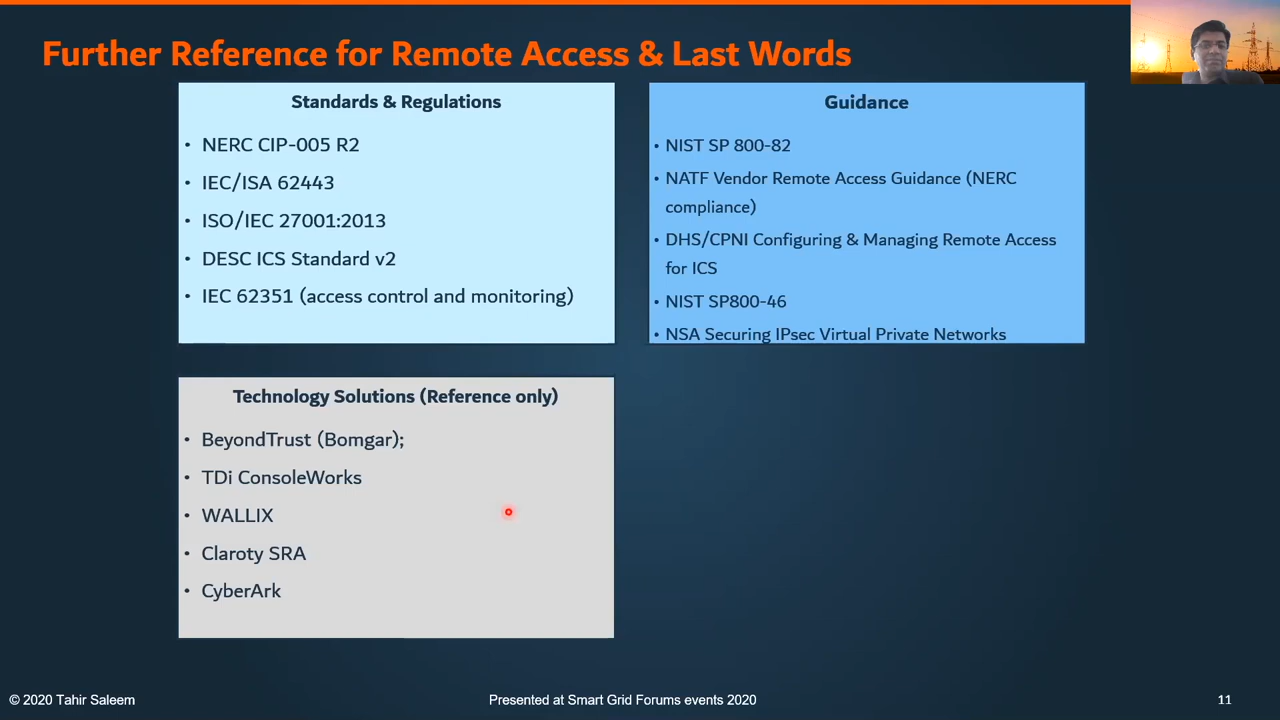 Further Reference for Remote Access & Last Words
Standards & Regulations
• NERC CIP-005 R2
• IEC/ISA 62443
• ISO/IEC 27001:2013
• DESC ICS Standard v2
• IEC 62351 (access control and monitoring)
Guidance
• NIST SP 800-82
• NATF Vendor Remote Access Guidance (NERC
compliance)
• DHS/CPNI Configuring & Managing Remote Access
for ICS
• NIST SP800-46
• NSA Securing IPsec Virtual Private Networks
Technology Solutions (Reference only)
• BeyondTrust (Bomgar);
• TDi ConsoleWorks
• WALLIX
• Claroty SRA
• CyberArk
© 2020 Tahir Saleem
Presented at Smart Grid Forums events 2020
11